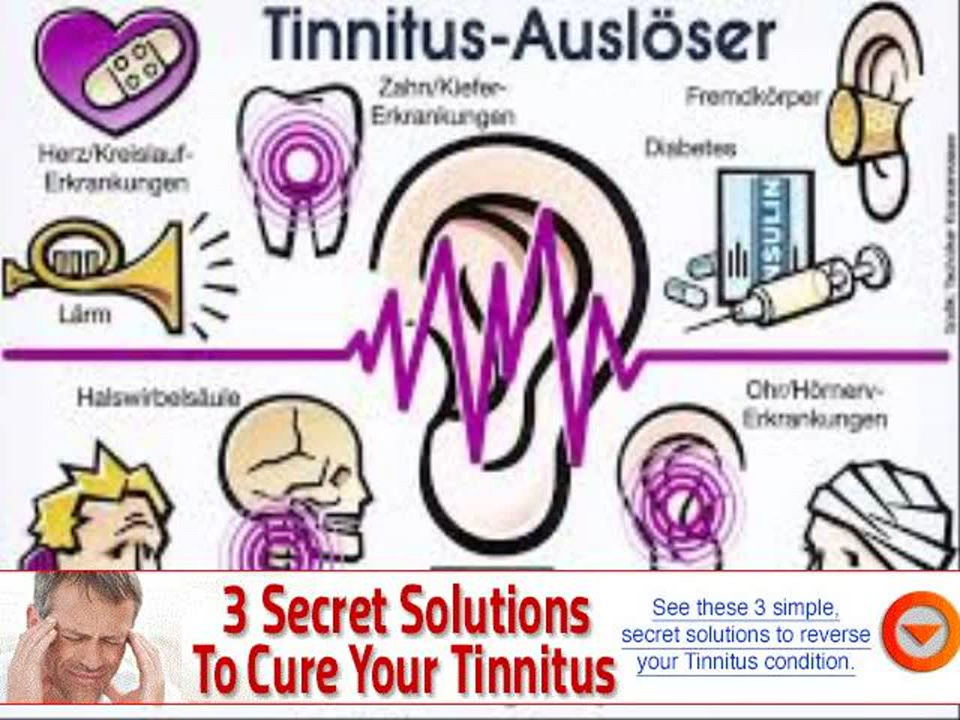 Tinnitus-Auslöser
Zahn/Kiefer-
Erkrankungen
Fremdkörper
Diabetes
Herz/Kreislauf-
Erkrankungen
INSULIN
Lärm
Halswirbelsäule
Ohr/Hörnerv-
Erkrankungen
3 Secret Solutions
To Cure Your Tinnitus
See these 3 simple,
secret solutions to reverse
your Tinnitus condition.